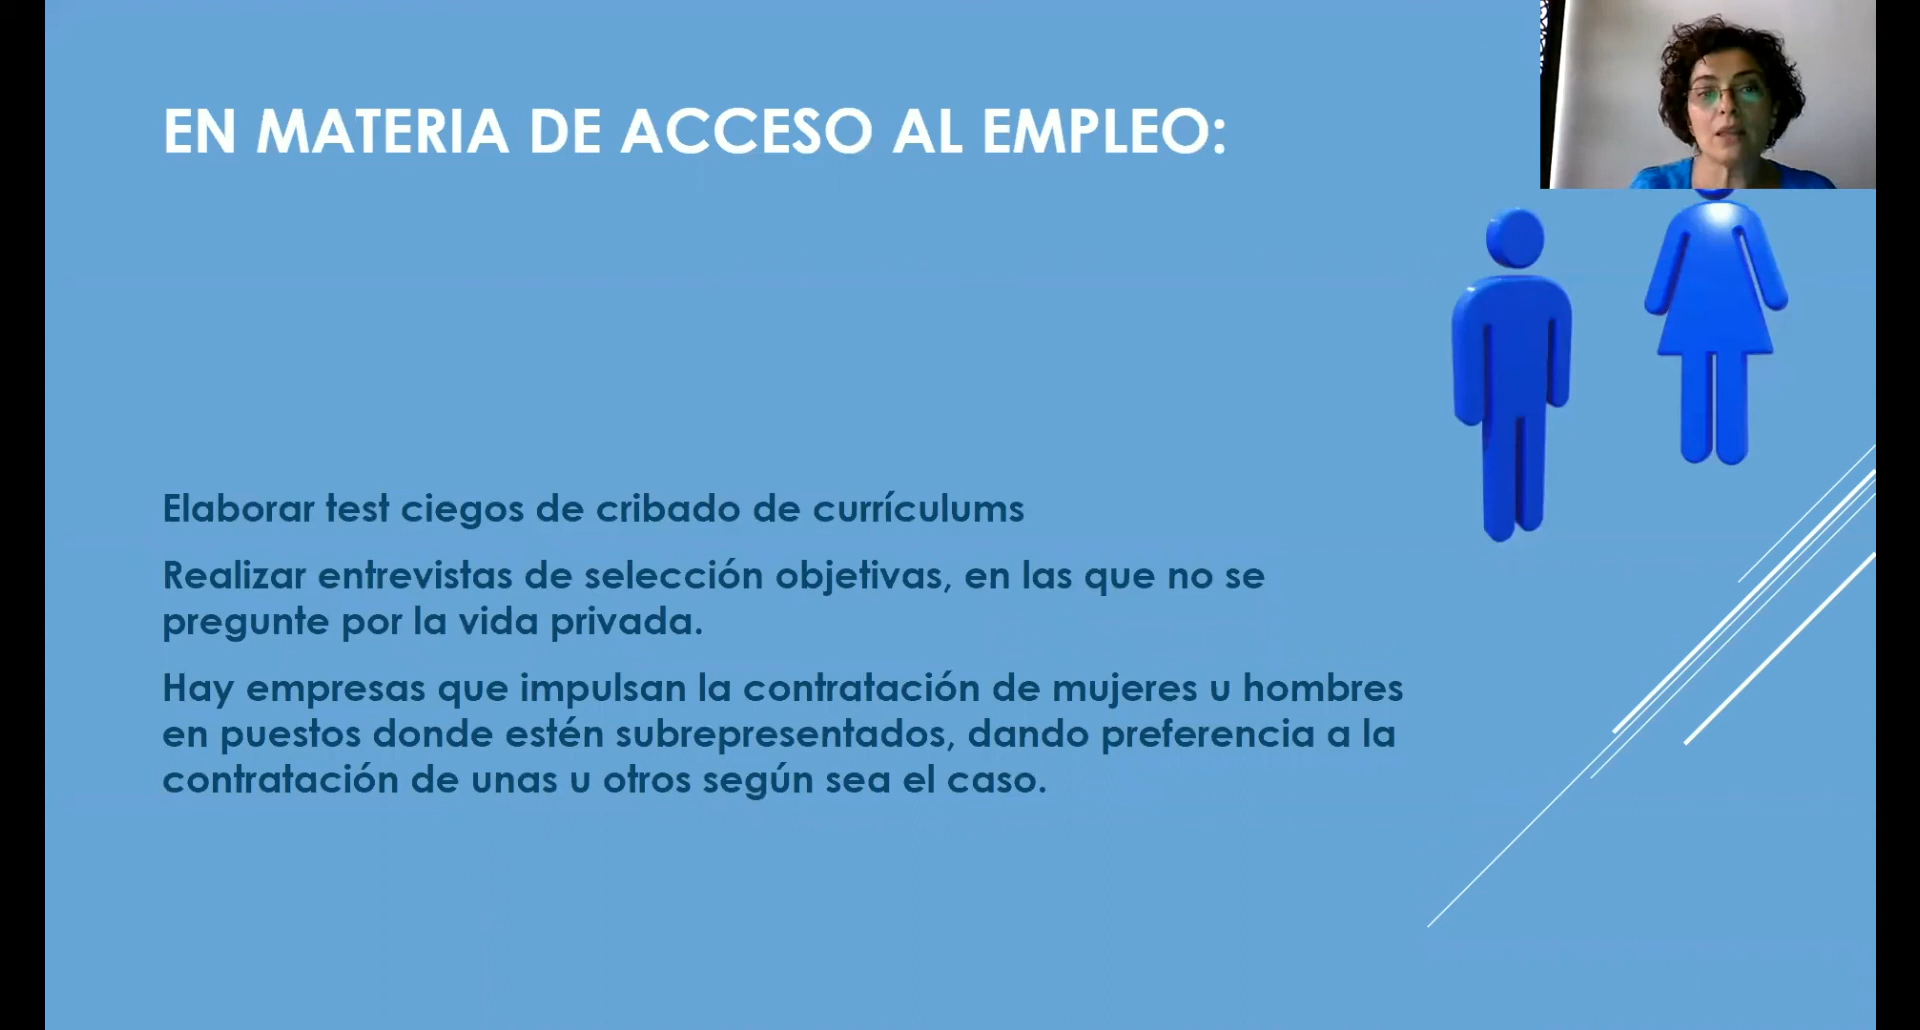 EN MATERIA DE ACCESO AL EMPLEO:
Elaborar test ciegos de cribado de currículums
Realizar entrevistas de selección objetivas, en las que no se
pregunte por la vida privada.
Hay empresas que impulsan la contratación de mujeres u hombres
en puestos donde estén subrepresentados, dando preferencia a la
contratación de unas u otros según sea el caso.